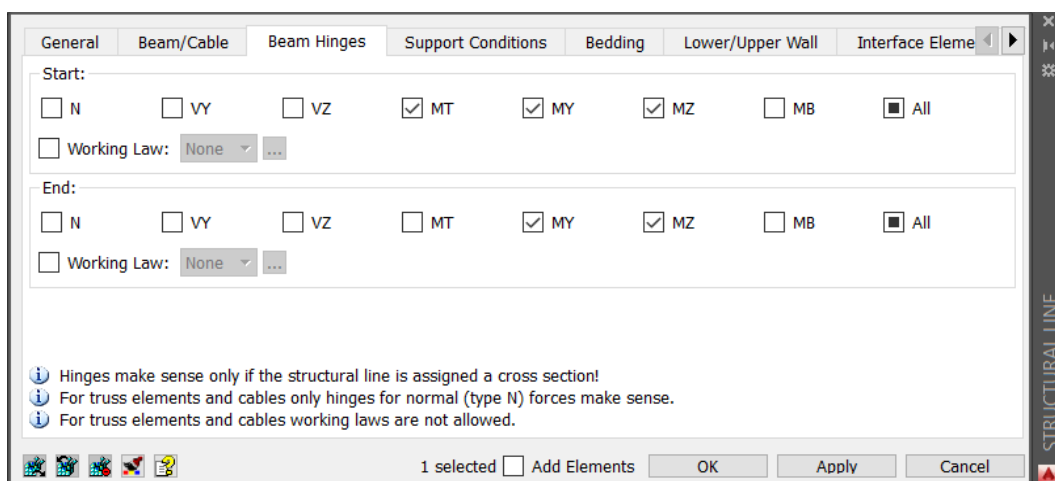 General Beam/Cable Beam Hinges Support Conditions Bedding Lower/Upper Wall Interface Eleme
Start:
N VY VZ MT MY MZ MB All
Working Law: None ...
End:
N VY VZ MT MY MZ MB All
Working Law: None ...
Hinges make sense only if the structural line is assigned a cross section!
For truss elements and cables only hinges for normal (type N) forces make sense.
For truss elements and cables working laws are not allowed.
1 selected Add Elements OK Apply Cancel
STRUCTURAL LINE